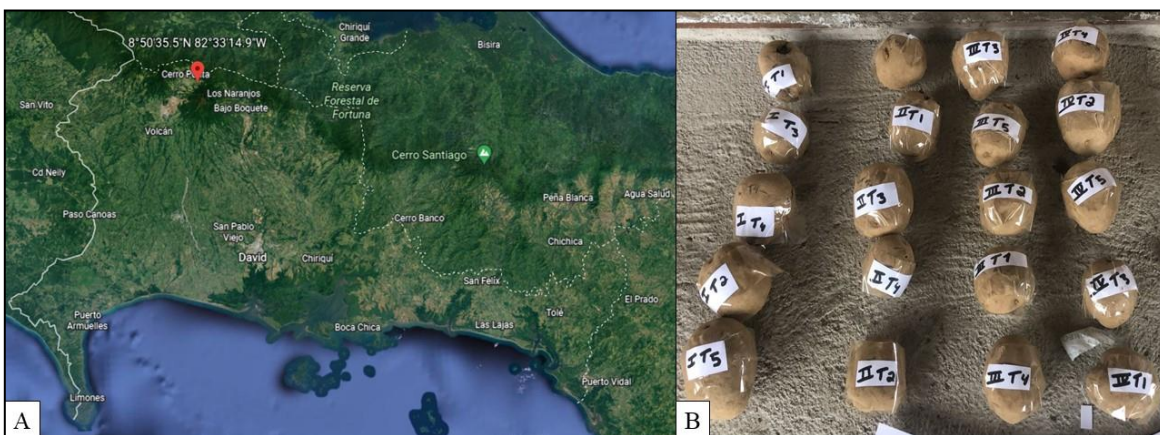 8°50'35.5"N 82°33'14.9"W
Chiriquí
Grande
Bisira
Cerro Punta
Los Naranjos
Bajo Boquete
Reserva
Forestal de
Fortuna
San Vito
Volcán
Cerro Santiago
Cd Neily
Peña Blanca
Agua Salud
Paso Canoas
San Pablo
Viejo
Cerro Banco
Chichica
David
Chiriquí
San Félix
El Prado
Puerto
Armuelles
Boca Chica
Las Lajas
Tolé
Limones
Puerto Vidal
A
I T1
III T3
IV T4
I T3
II T1
III T5
IV T2
I T4
II T3
III T2
IV T5
I T2
II T4
III T1
IV T3
I T5
II T2
III T4
IV T1
B